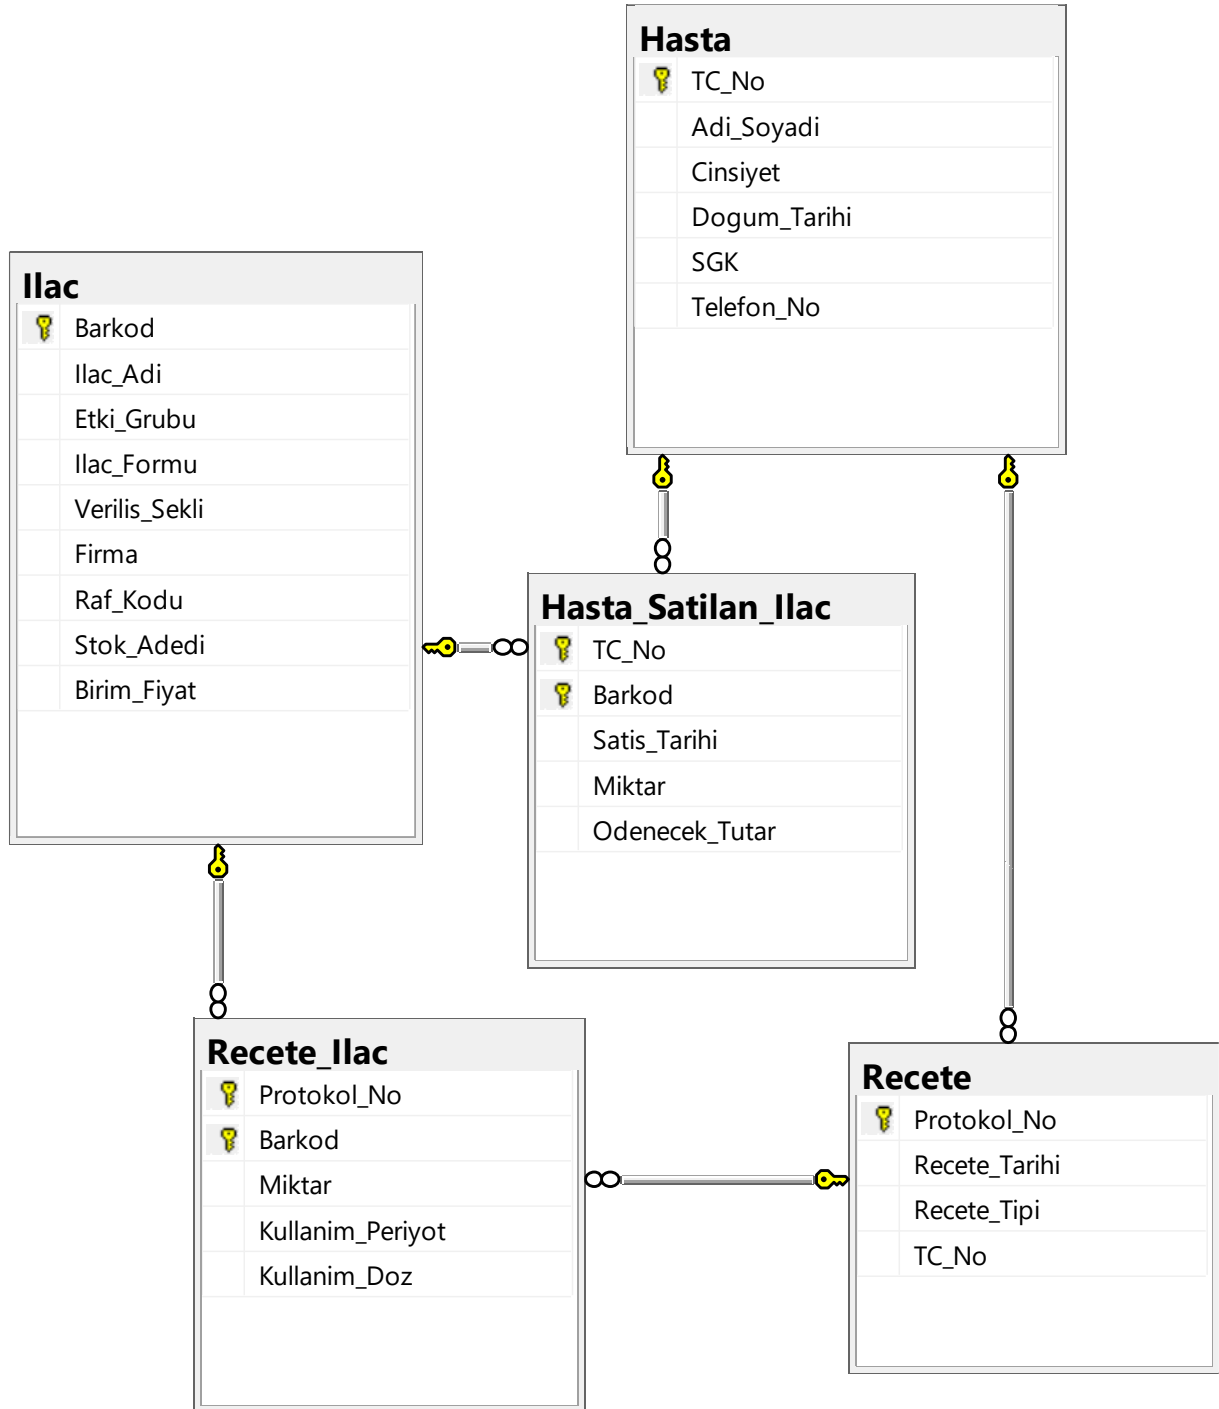 Hasta
TC_No
Adi_Soyadi
Cinsiyet
Dogum_Tarihi
SGK
Telefon_No
Ilac
Barkod
Ilac_Adi
Etki_Grubu
Ilac_Formu
Verilis_Sekli
Firma
Raf_Kodu
Stok_Adedi
Birim_Fiyat
Hasta_Satilan_Ilac
TC_No
Barkod
Satis_Tarihi
Miktar
Odenecek_Tutar
Recete_Ilac
Protokol_No
Barkod
Miktar
Kullanim_Periyot
Kullanim_Doz
Recete
Protokol_No
Recete_Tarihi
Recete_Tipi
TC_No